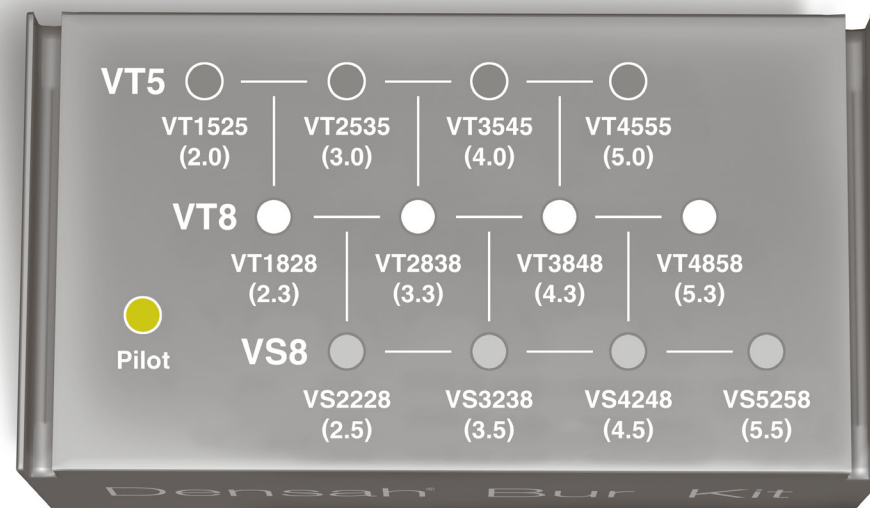 VT5
VT1525 VT2535 VT3545 VT4555
(2.0) (3.0) (4.0) (5.0)
VT8
VT1828 VT2838 VT3848 VT4858
(2.3) (3.3) (4.3) (5.3)
Pilot
VS8
VS2228 VS3238 VS4248 VS5258
(2.5) (3.5) (4.5) (5.5)
Densah® Bur Kit